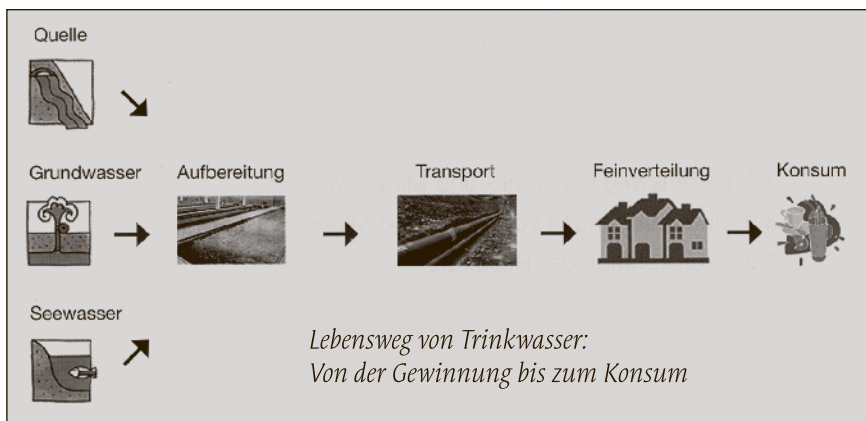 Quelle
Grundwasser
Aufbereitung
Transport
Feinverteilung
Konsum
Seewasser
Lebensweg von Trinkwasser:
Von der Gewinnung bis zum Konsum